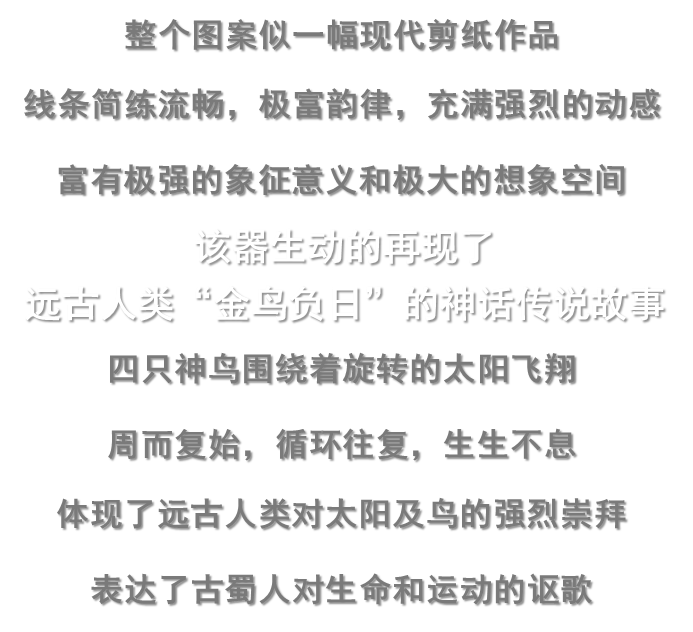 整个图案似一幅现代剪纸作品
线条简练流畅，极富韵律，充满强烈的动感
富有极强的象征意义和极大的想象空间
该器生动的再现了
远古人类“金鸟负日”的神话传说故事
四只神鸟围绕着旋转的太阳飞翔
周而复始，循环往复，生生不息
体现了远古人类对太阳及鸟的强烈崇拜
表达了古蜀人对生命和运动的讴歌